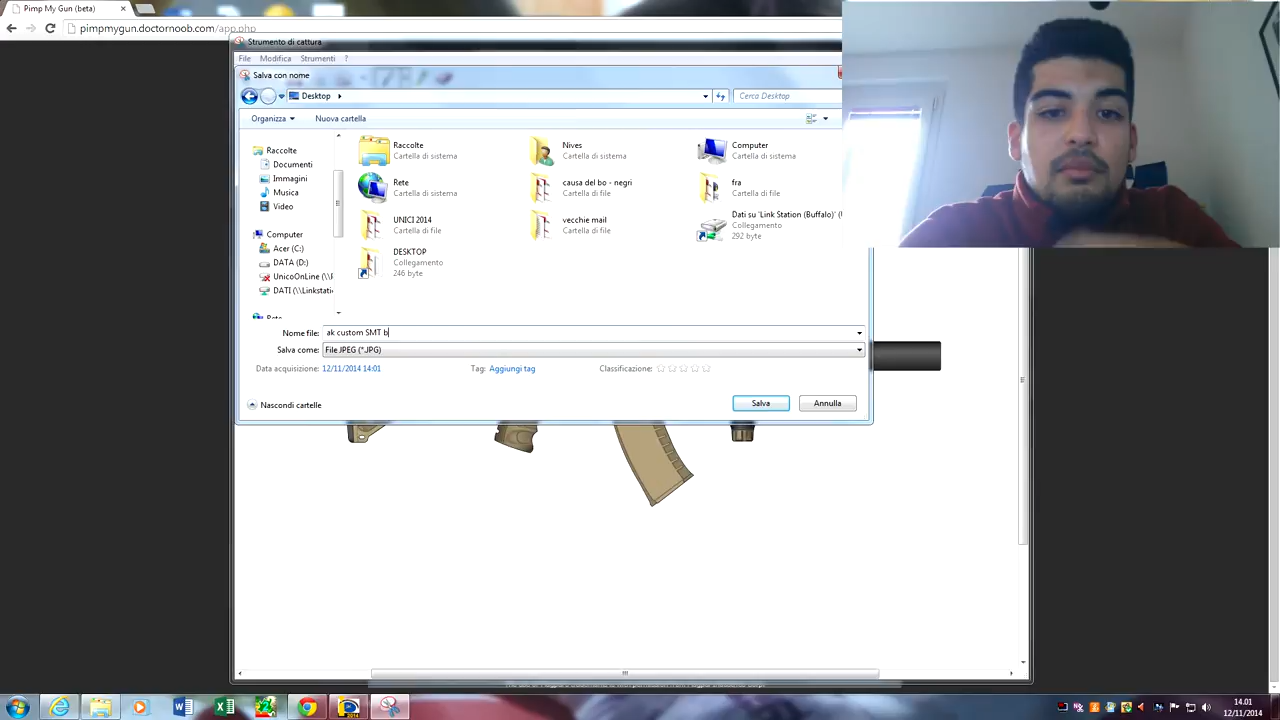 Pimp My Gun (beta)
pimpmygun.doctornoob.com/app.php
Strumento di cattura
File Modifica Strumenti ?
Salva con nome
Desktop
Cerca Desktop
Organizza Nuova cartella
Raccolte
Documenti
Immagini
Musica
Video
Computer
Acer (C:)
DATA (D:)
DATI (\\Linkstati
Raccolte
Cartella di sistema
Nives
Cartella di sistema
Computer
Cartella di sistema
Rete
Cartella di sistema
causa del bo - negri
Cartella di file
fra
Cartella di file
UNICI 2014
Cartella di file
vecchie mail
Cartella di file
Dati su 'Link Station (Buffalo)'
Collegamento
292 byte
DESKTOP
Collegamento
246 byte
Nome file: ak custom SMT b
Salva come: File JPEG (*.JPG)
Data acquisizione: 12/11/2014 14:01 Tag: Aggiungi tag Classificazione:
Nascondi cartelle Salva Annulla
14.01
12/11/2014